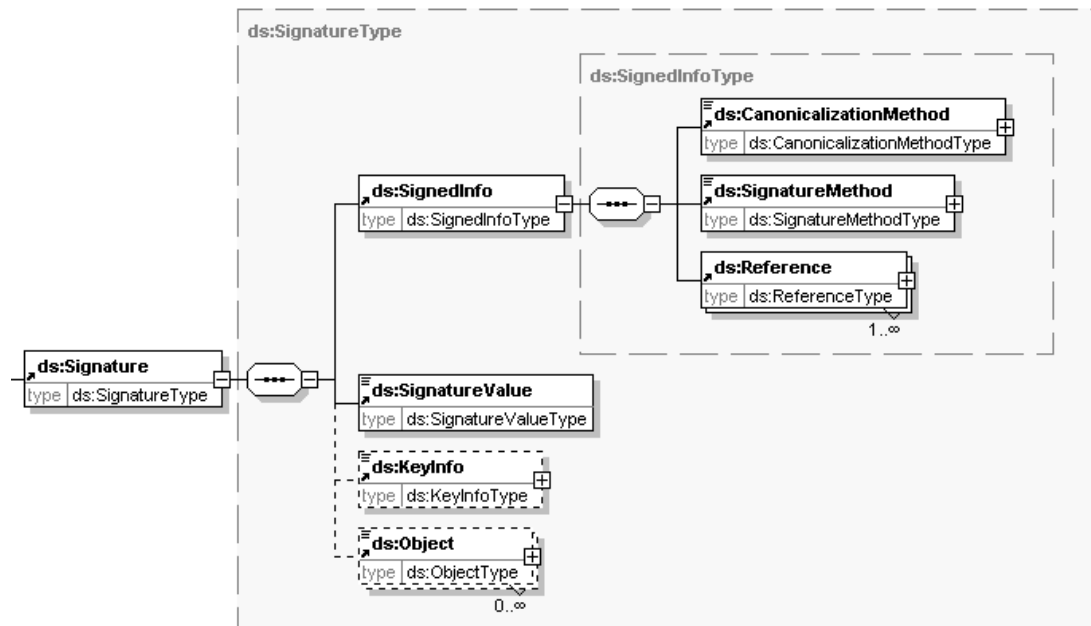 ds:SignatureType
ds:SignedInfoType
ds:CanonicalizationMethod
type ds:CanonicalizationMethodType
ds:SignedInfo
type ds:SignedInfoType
ds:SignatureMethod
type ds:SignatureMethodType
ds:Reference
type ds:ReferenceType
1..∞
ds:Signature
type ds:SignatureType
ds:SignatureValue
type ds:SignatureValueType
ds:KeyInfo
type ds:KeyInfoType
ds:Object
type ds:ObjectType
0..∞